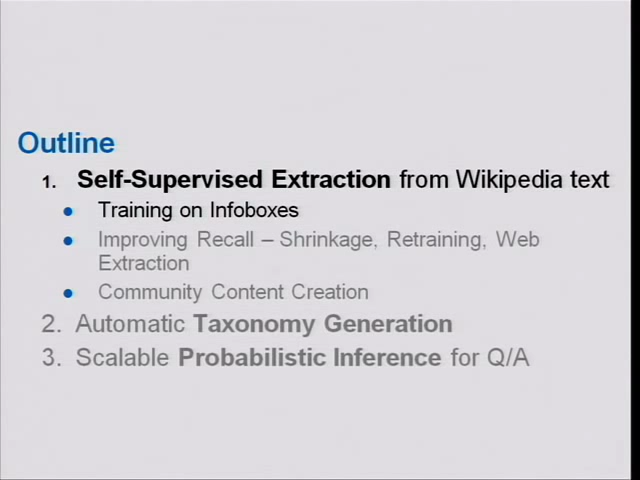 Outline
1. Self-Supervised Extraction from Wikipedia text
● Training on Infoboxes
● Improving Recall – Shrinkage, Retraining, Web
Extraction
● Community Content Creation
2. Automatic Taxonomy Generation
3. Scalable Probabilistic Inference for Q/A